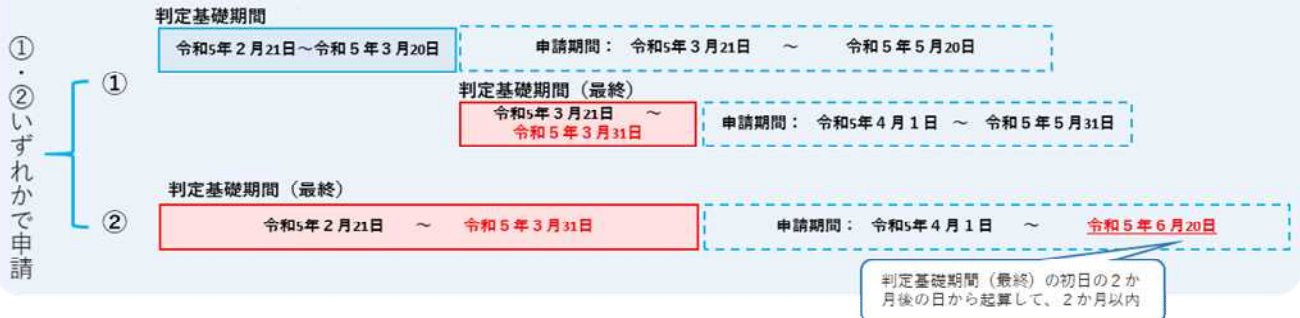 ①・②いずれかで申請
①
判定基礎期間
令和5年2月21日～令和5年3月20日
申請期間： 令和5年3月21日 ～ 令和5年5月20日
判定基礎期間（最終）
令和5年3月21日 ～
令和5年3月31日
申請期間： 令和5年4月1日 ～ 令和5年5月31日
②
判定基礎期間（最終）
令和5年2月21日 ～ 令和5年3月31日
申請期間： 令和5年4月1日 ～ 令和5年6月20日
判定基礎期間（最終）の初日の2か
月後の日から起算して、2か月以内